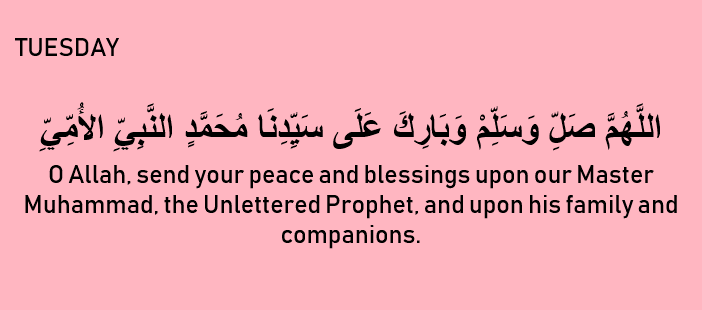 TUESDAY
اللَّهُمَّ صَلِّ وَسَلِّمْ وَبَارِكَ عَلَى سَيِّدِنَا مُحَمَّدٍ النَّبِيِّ الأُمِّيِّ
O Allah, send your peace and blessings upon our Master
Muhammad, the Unlettered Prophet, and upon his family and
companions.